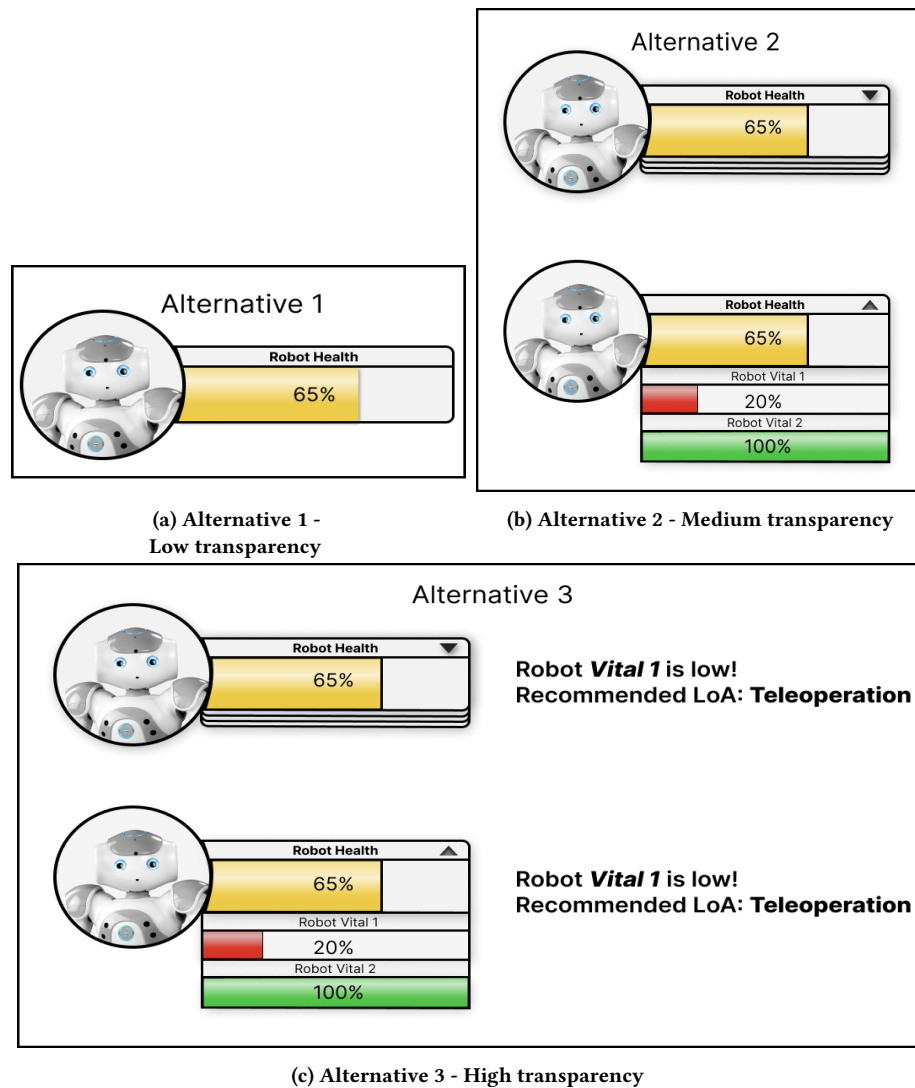 Alternative 1
Robot Health
65%
(a) Alternative 1 -
Low transparency
Alternative 2
Robot Health
65%
Robot Health
65%
Robot Vital 1
20%
Robot Vital 2
100%
(b) Alternative 2 - Medium transparency
Alternative 3
Robot Health
65%
Robot Vital 1 is low!
Recommended LoA: Teleoperation
Robot Health
65%
Robot Vital 1
20%
Robot Vital 2
100%
Robot Vital 1 is low!
Recommended LoA: Teleoperation
(c) Alternative 3 - High transparency